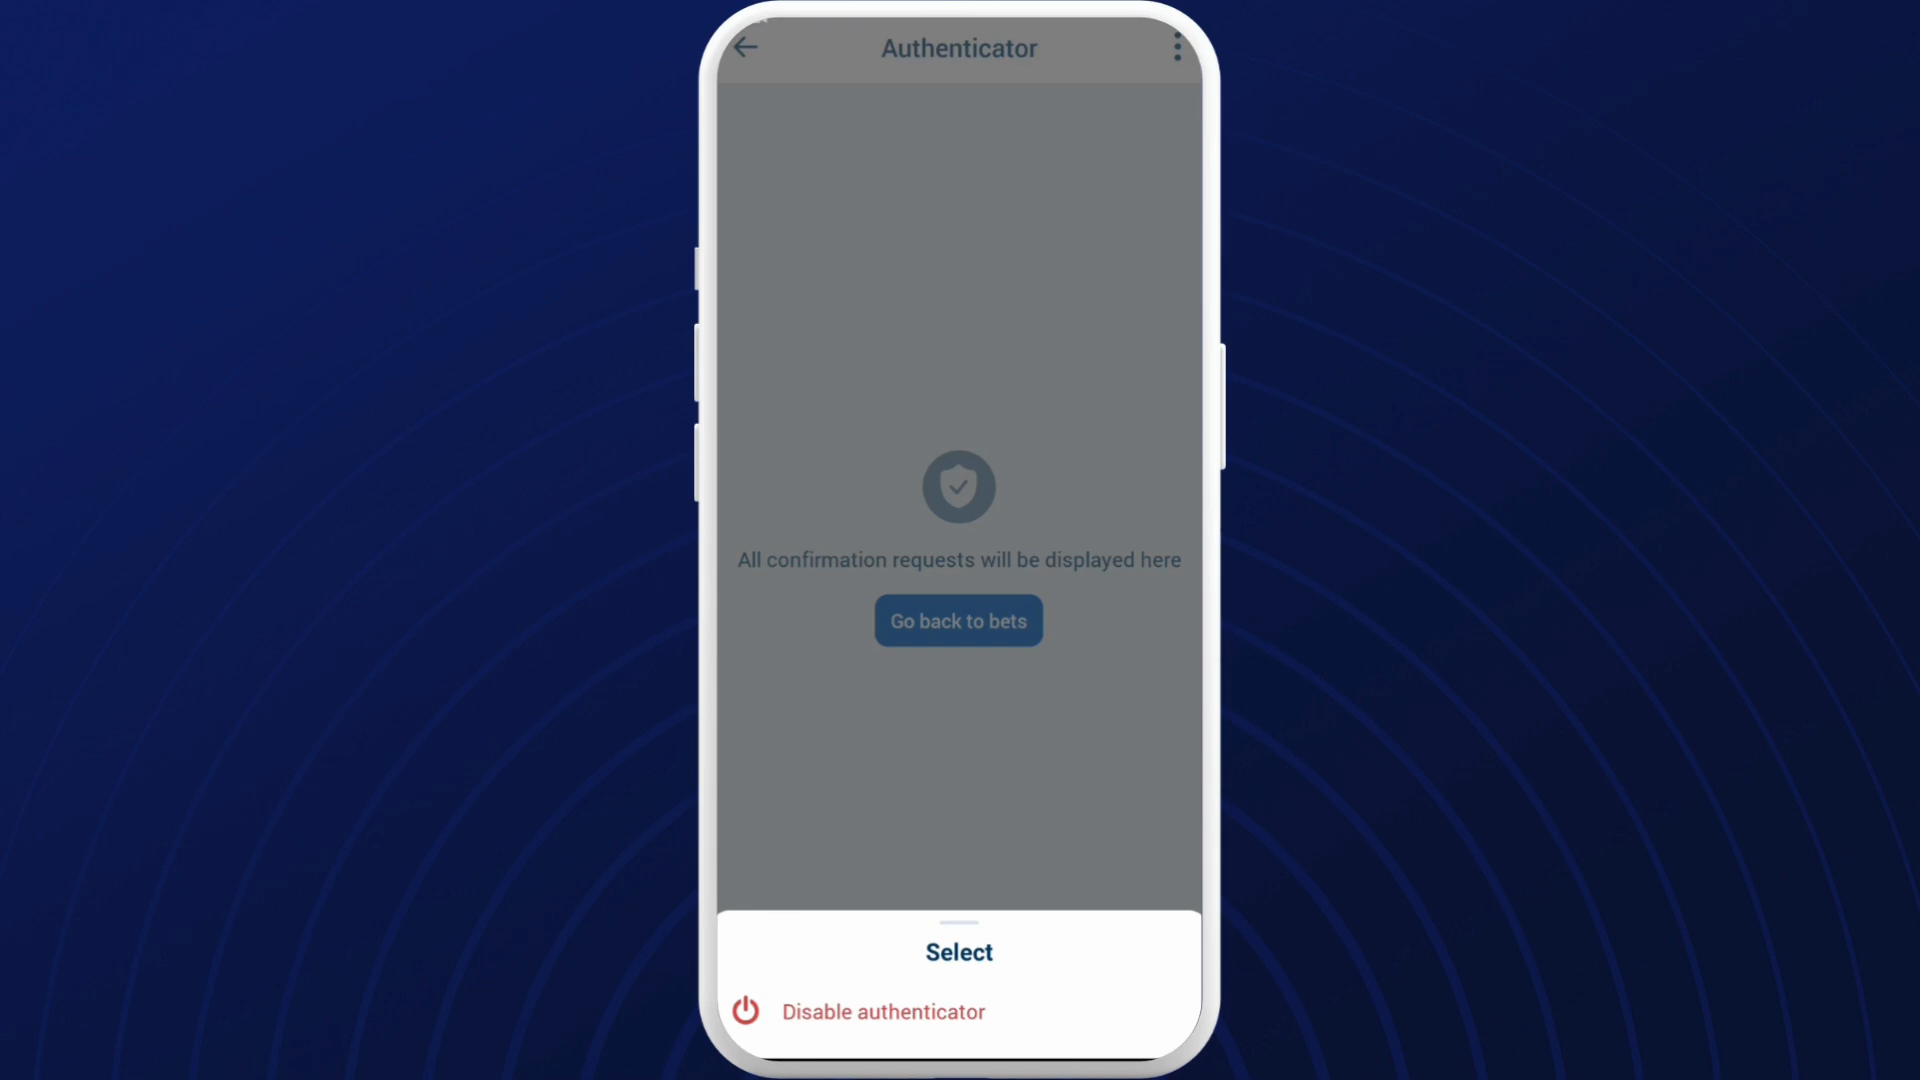 Authenticator
All confirmation requests will be displayed here
Go back to bets
Select
Disable authenticator